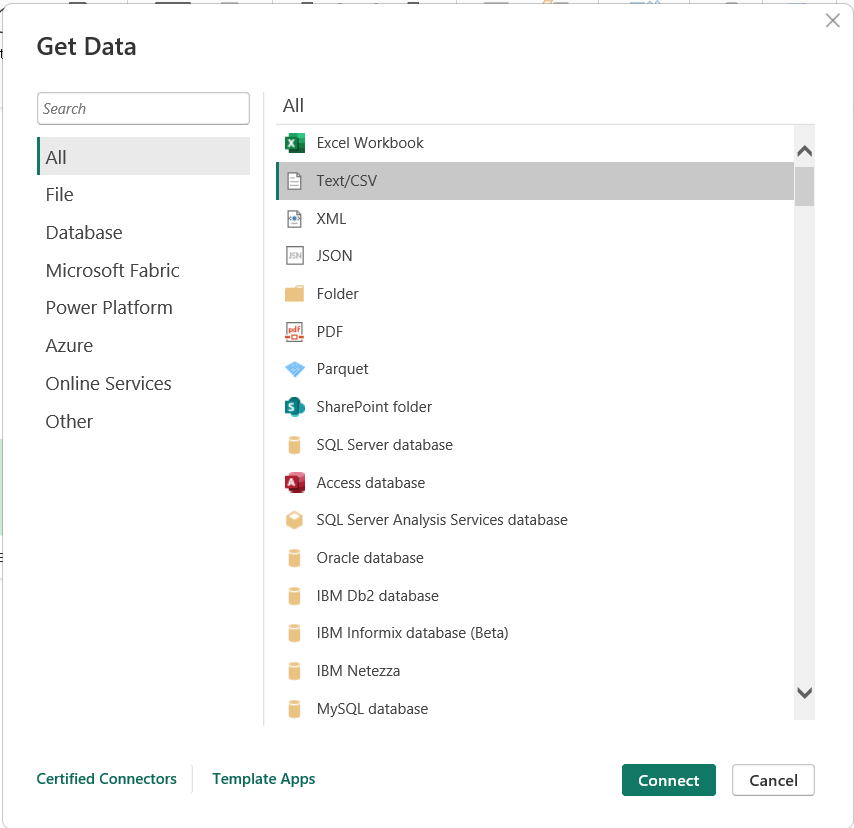 Get Data
Search
All
File
Database
Microsoft Fabric
Power Platform
Azure
Online Services
Other
All
Excel Workbook
Text/CSV
XML
JSON
Folder
PDF
Parquet
SharePoint folder
SQL Server database
Access database
SQL Server Analysis Services database
Oracle database
IBM Db2 database
IBM Informix database (Beta)
IBM Netezza
MySQL database
Certified Connectors
Template Apps
Connect
Cancel